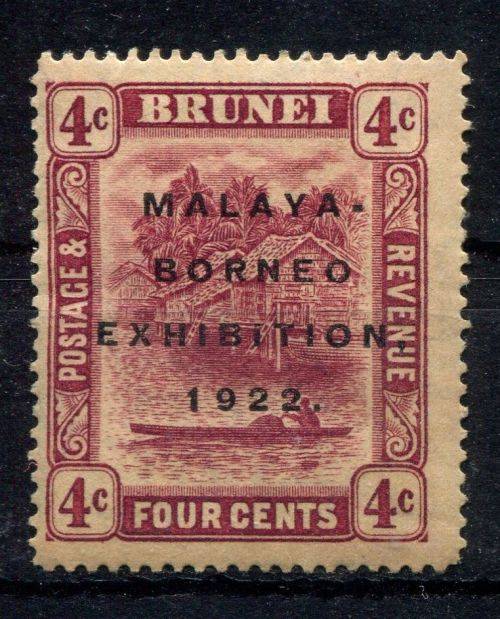 4c BRUNEI 4c
MALAYA-
BORNEO
EXHIBITION,
1922.
POSTAGE &
REVENUE
4c FOUR CENTS 4c